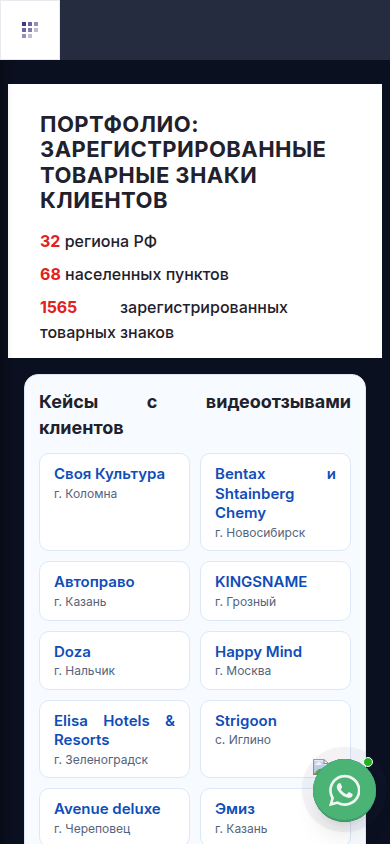 ПОРТФОЛИО:
ЗАРЕГИСТРИРОВАННЫЕ
ТОВАРНЫЕ ЗНАКИ
КЛИЕНТОВ
32 региона РФ
68 населенных пунктов
1565 зарегистрированных
товарных знаков
Кейсы с видеоотзывами
клиентов
Своя Культура
г. Коломна
Bentax и
Shtainberg
Chemy
г. Новосибирск
Автоправо
г. Казань
KINGSNAME
г. Грозный
Doza
г. Нальчик
Happy Mind
г. Москва
Elisa Hotels &
Resorts
г. Зеленоградск
Strigoon
с. Иглино
Avenue deluxe
г. Череповец
Эмиз
г. Казань